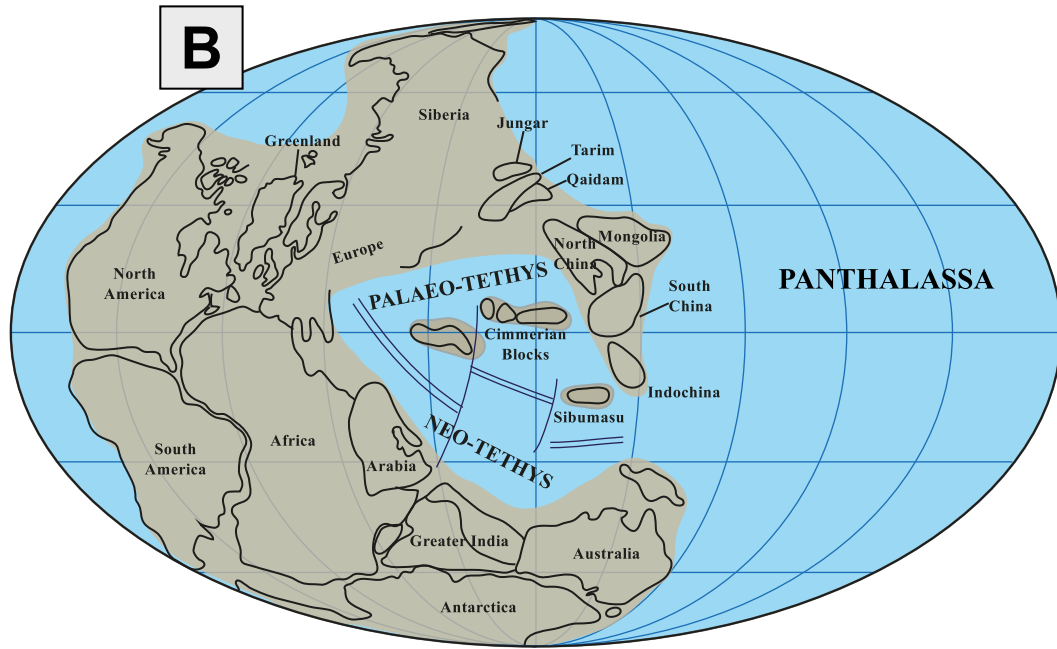 B
Siberia
Jungar
Greenland
Tarim
Qaidam
Europe
North
China
Mongolia
North
America
PALAEO-TETHYS
South
China
PANTHALASSA
Cimmerian
Blocks
Indochina
Sibumasu
South
America
Africa
Arabia
NEO-TETHYS
Greater India
Australia
Antarctica